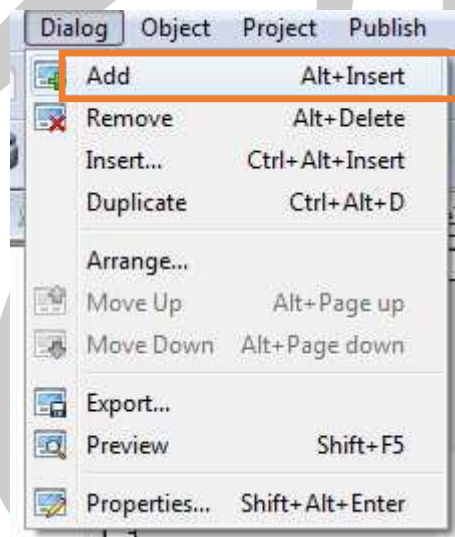 Dialog Object Project Publish
Add Alt+Insert
Remove Alt+Delete
Insert... Ctrl+Alt+Insert
Duplicate Ctrl+Alt+D
Arrange...
Move Up Alt+Page up
Move Down Alt+Page down
Export...
Preview Shift+F5
Properties... Shift+Alt+Enter